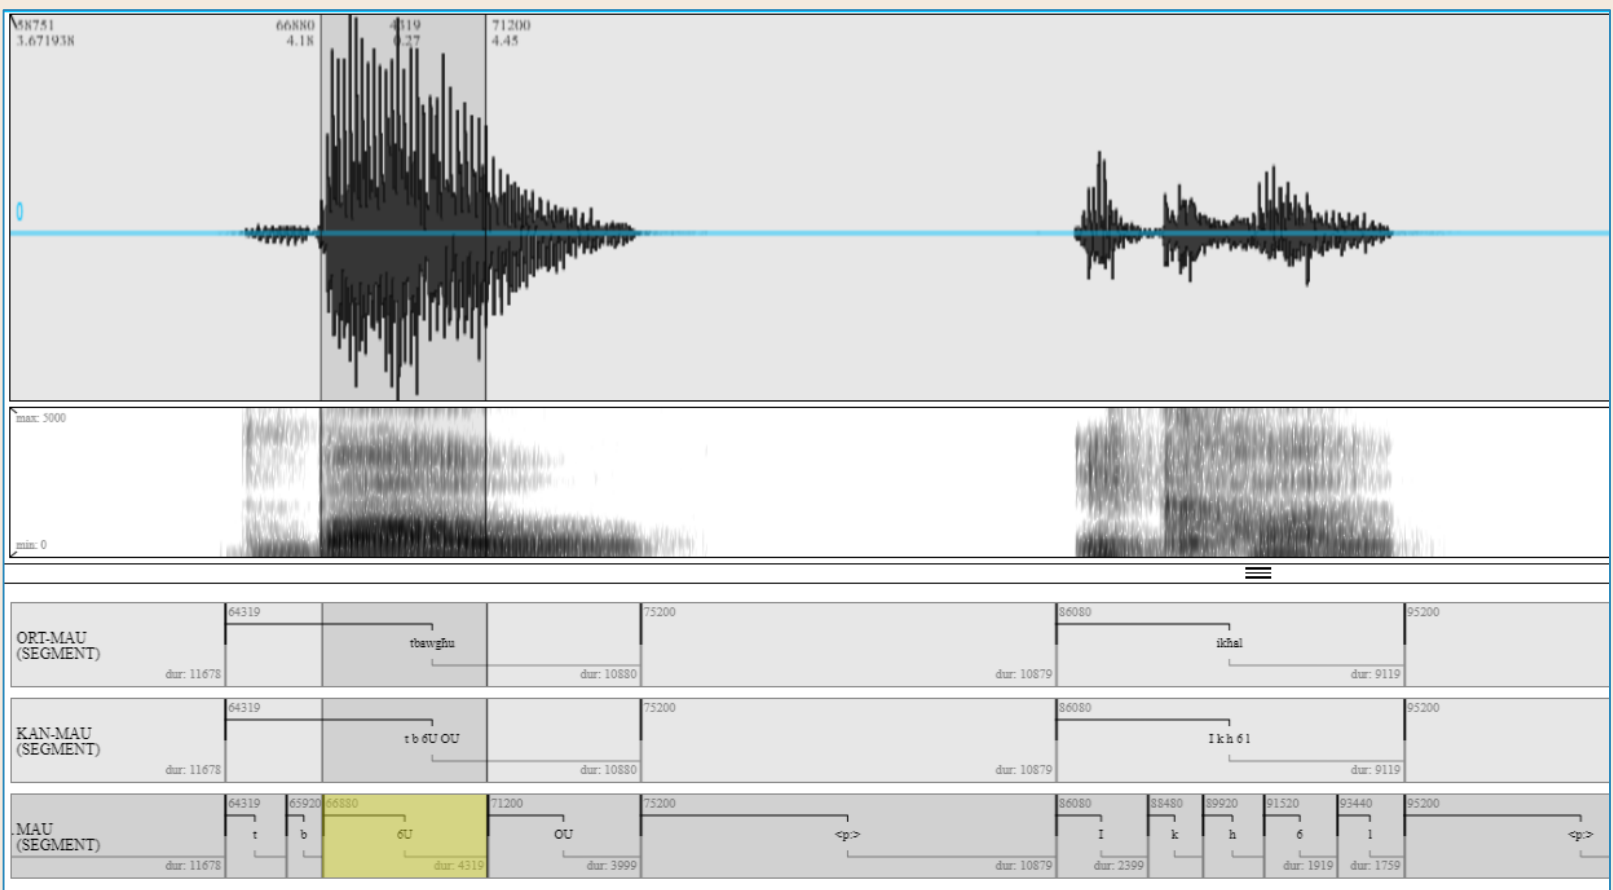 58751 66880 4319 71200
3.671938 4.18 0.27 4.45
0
max: 5000
min: 0
ORT-MAU
(SEGMENT)
dur: 11678
64319
tbawghu
dur: 10880
75200
dur: 10879
86080
ikhal
dur: 9119
95200
KAN-MAU
(SEGMENT)
dur: 11678
64319
t b 6U OU
dur: 10880
75200
dur: 10879
86080
I k h 6 l
dur: 9119
95200
MAU
(SEGMENT)
dur: 11678
64319
t
65920
b
66880
6U
dur: 4319
71200
OU
dur: 3999
75200
<p:>
dur: 10879
86080
I
dur: 2399
88480
k
89920
h
91520
6
dur: 1919
93440
l
dur: 1759
95200
<p:>